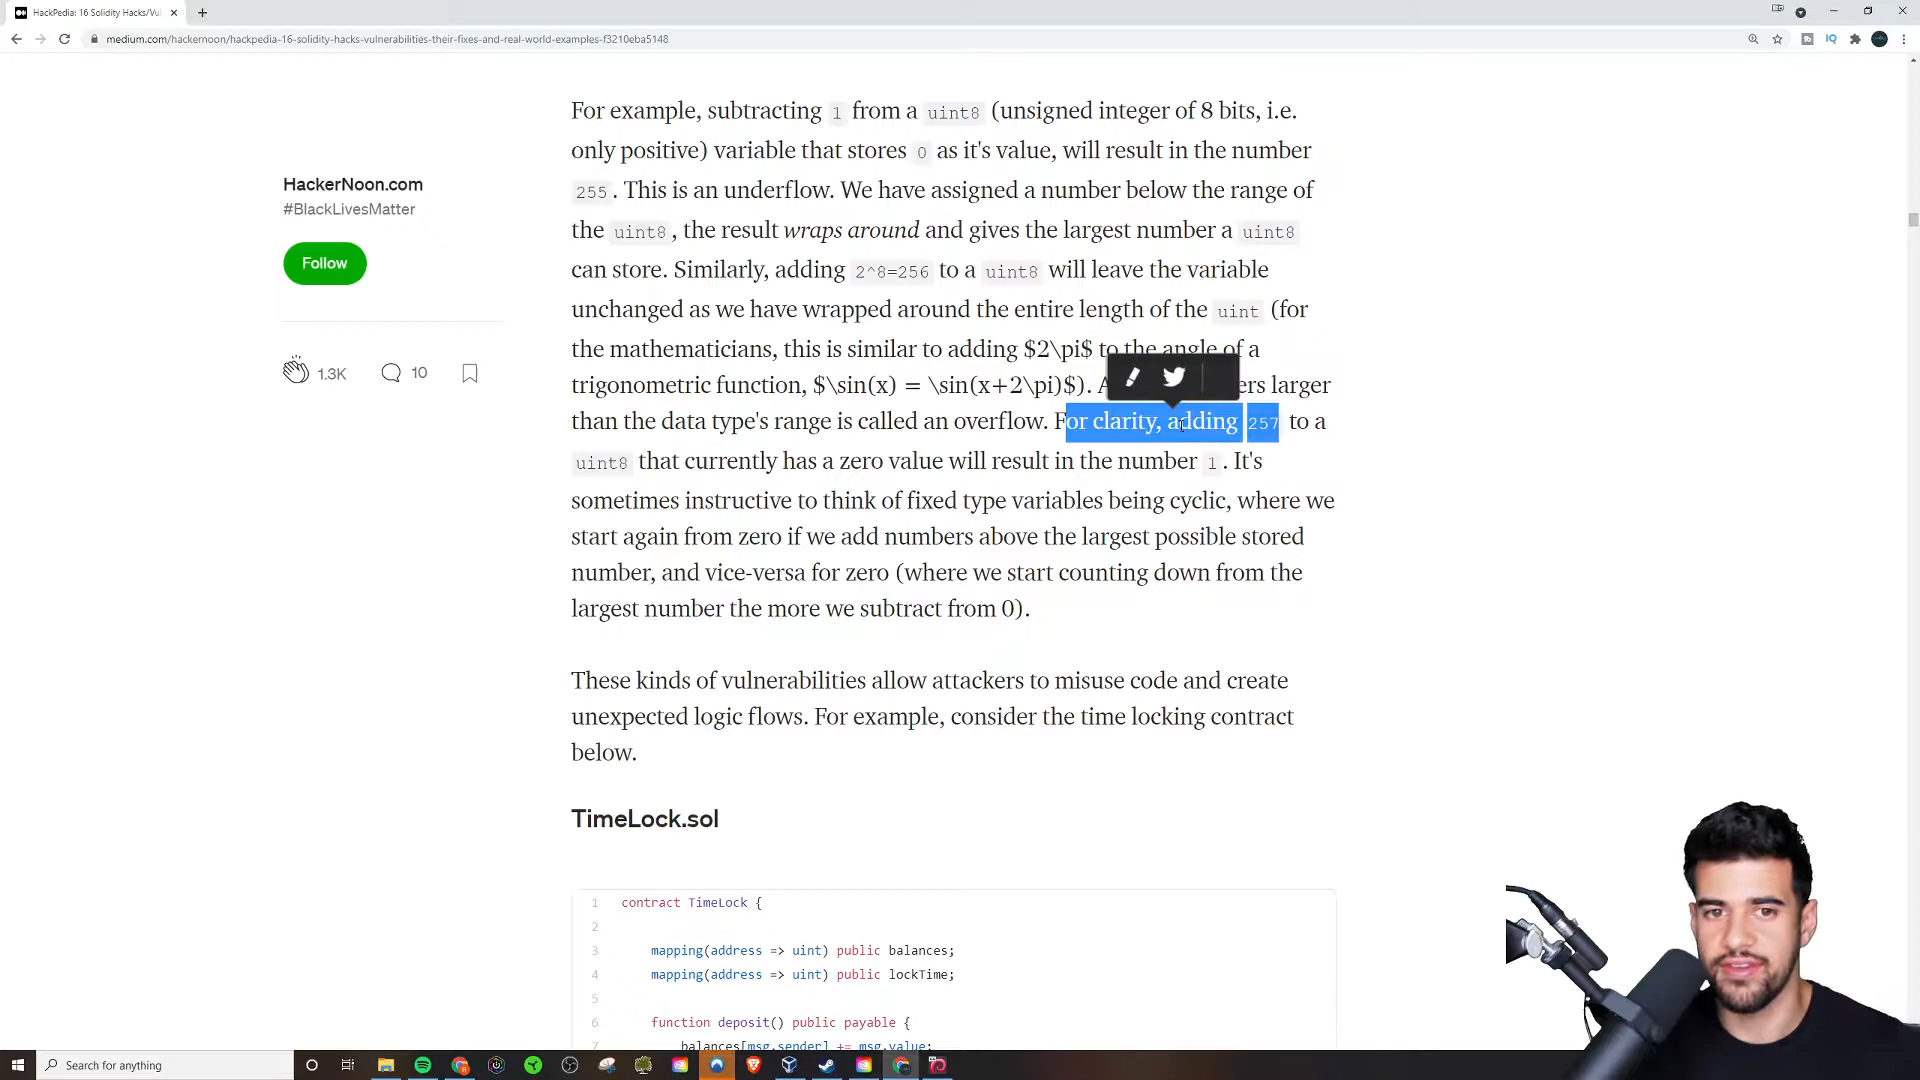 HackPedia: 16 Solidity Hacks/Vul
medium.com/hackernoon/hackpedia-16-solidity-hacks-vulnerabilities-their-fixes-and-real-world-examples-f3210eba5148
HackerNoon.com
#BlackLivesMatter
Follow
1.3K
10
For example, subtracting 1 from a uint8 (unsigned integer of 8 bits, i.e.
only positive) variable that stores 0 as it's value, will result in the number
255. This is an underflow. We have assigned a number below the range of
the uint8, the result wraps around and gives the largest number a uint8
can store. Similarly, adding 2^8=256 to a uint8 will leave the variable
unchanged as we have wrapped around the entire length of the uint (for
the mathematicians, this is similar to adding $2\pi$ to the angle of a
trigonometric function, $\sin(x) = \sin(x+2\pi)$). A ers larger
than the data type's range is called an overflow. For clarity, adding 257 to a
uint8 that currently has a zero value will result in the number 1. It's
sometimes instructive to think of fixed type variables being cyclic, where we
start again from zero if we add numbers above the largest possible stored
number, and vice-versa for zero (where we start counting down from the
largest number the more we subtract from 0).
These kinds of vulnerabilities allow attackers to misuse code and create
unexpected logic flows. For example, consider the time locking contract
below.
TimeLock.sol
1 contract TimeLock {
2
3 mapping(address => uint) public balances;
4 mapping(address => uint) public lockTime;
5
6 function deposit() public payable {
7 balances[msg.sender] += msg.value;
Search for anything